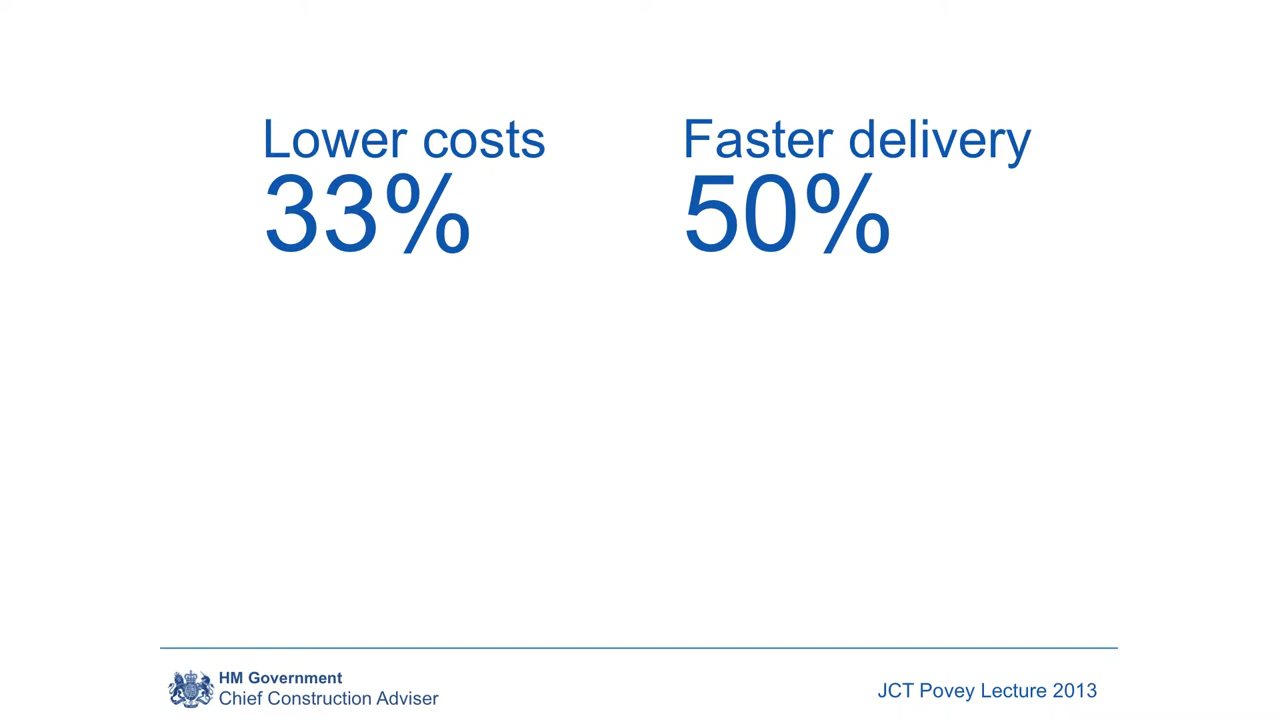 Lower costs
33%
Faster delivery
50%
HM Government
Chief Construction Adviser
JCT Povey Lecture 2013